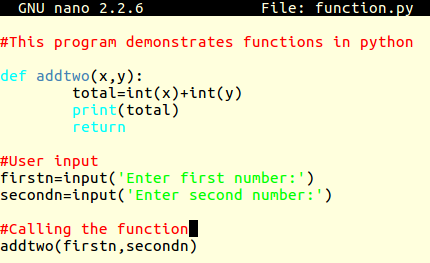 GNU nano 2.2.6 File: function.py
#This program demonstrates functions in python
def addtwo(x,y):
total=int(x)+int(y)
print(total)
return
#User input
firstn=input('Enter first number:')
secondn=input('Enter second number:')
#Calling the function
addtwo(firstn,secondn)